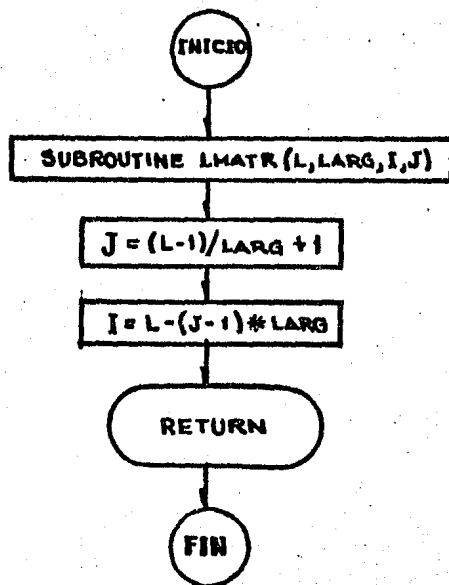 INICIO
SUBROUTINE LMATR (L, LARG, I, J)
J = (L-1)/LARG + 1
I = L-(J-1)* LARG
RETURN
FIN